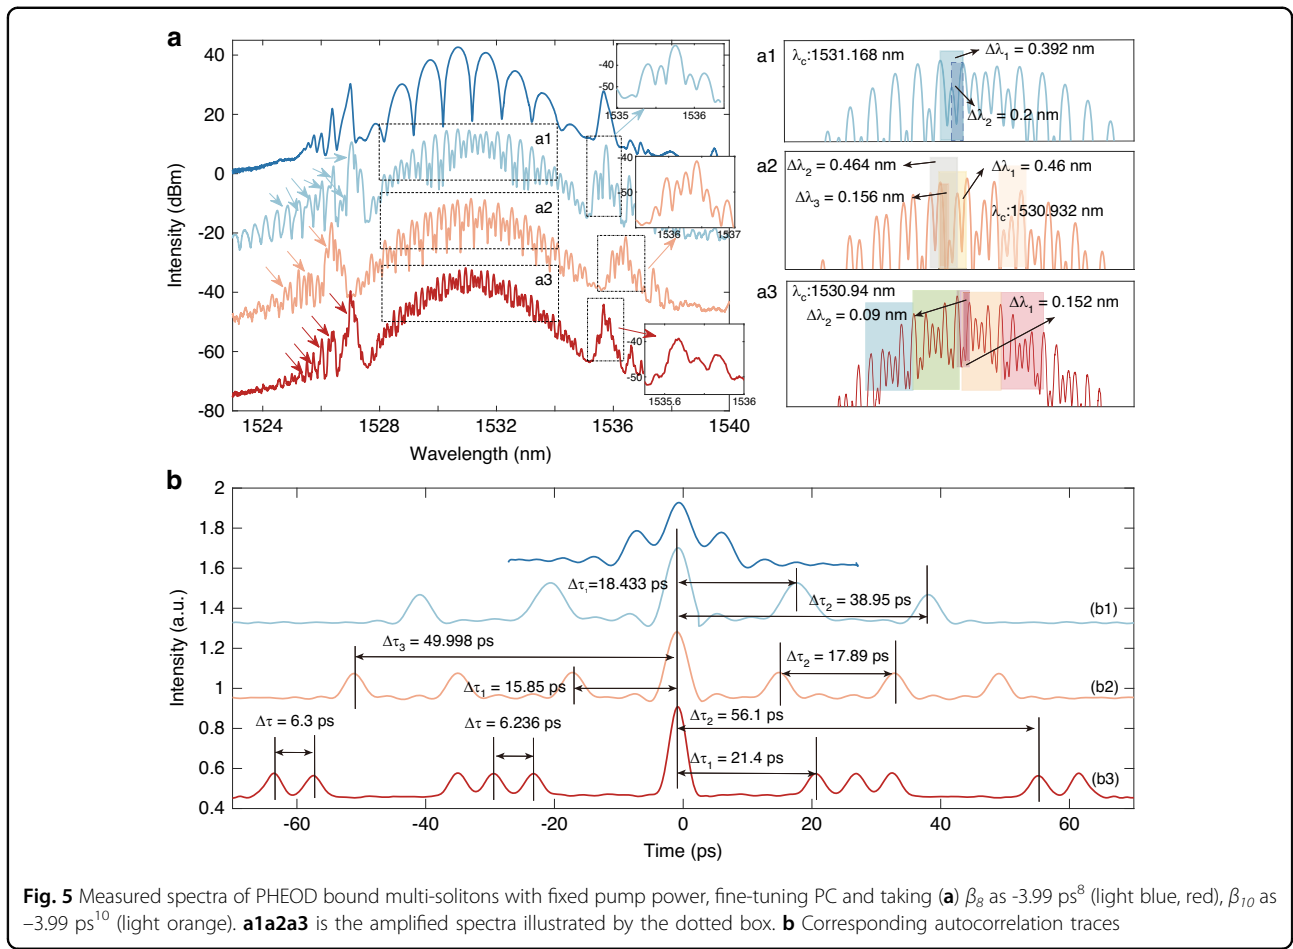 a
40
20
0
-20
-40
-60
-80
Intensity (dBm)
1524
1528
1532
1536
1540
Wavelength (nm)
a1
a2
a3
-40
-50
1535
1536
-40
-50
1536
1537
-40
-50
1535.6
1536
a1
λc:1531.168 nm
Δλ1 = 0.392 nm
Δλ2 = 0.2 nm
a2
Δλ2 = 0.464 nm
Δλ1 = 0.46 nm
Δλ3 = 0.156 nm
λc:1530.932 nm
a3
λc:1530.94 nm
Δλ2 = 0.09 nm
Δλ1 = 0.152 nm
b
2
1.8
1.6
1.4
1.2
1
0.8
0.6
0.4
Intensity (a.u.)
Δτ1=18.433 ps
Δτ2 = 38.95 ps
(b1)
Δτ3 = 49.998 ps
Δτ2 = 17.89 ps
Δτ1 = 15.85 ps
(b2)
Δτ = 6.3 ps
Δτ = 6.236 ps
Δτ2 = 56.1 ps
Δτ1 = 21.4 ps
(b3)
-60
-40
-20
0
20
40
60
Time (ps)
Fig. 5 Measured spectra of PHEOD bound multi-solitons with fixed pump power, fine-tuning PC and taking (a) β8 as -3.99 ps⁸ (light blue, red), β10 as
−3.99 ps¹⁰ (light orange). a1a2a3 is the amplified spectra illustrated by the dotted box. b Corresponding autocorrelation traces